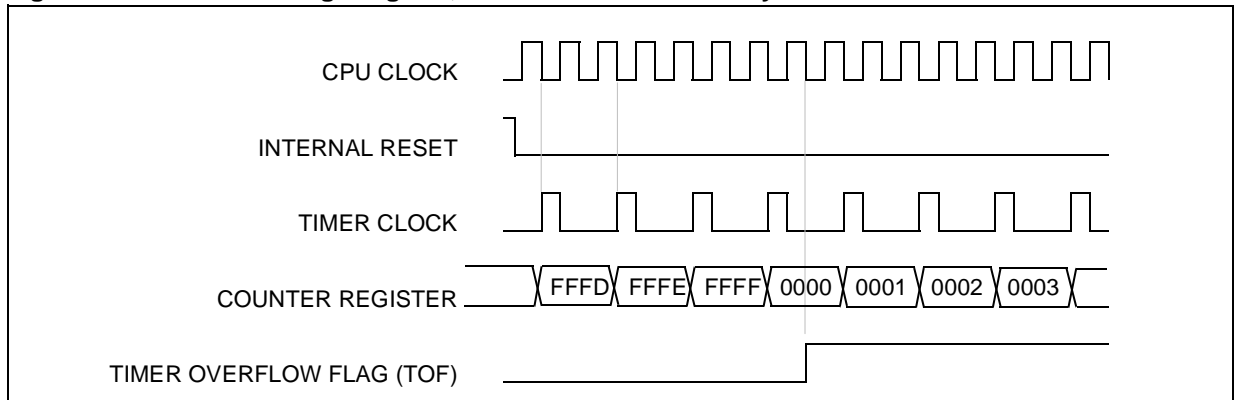 CPU CLOCK
INTERNAL RESET
TIMER CLOCK
COUNTER REGISTER FFFD FFFE FFFF 0000 0001 0002 0003
TIMER OVERFLOW FLAG (TOF)